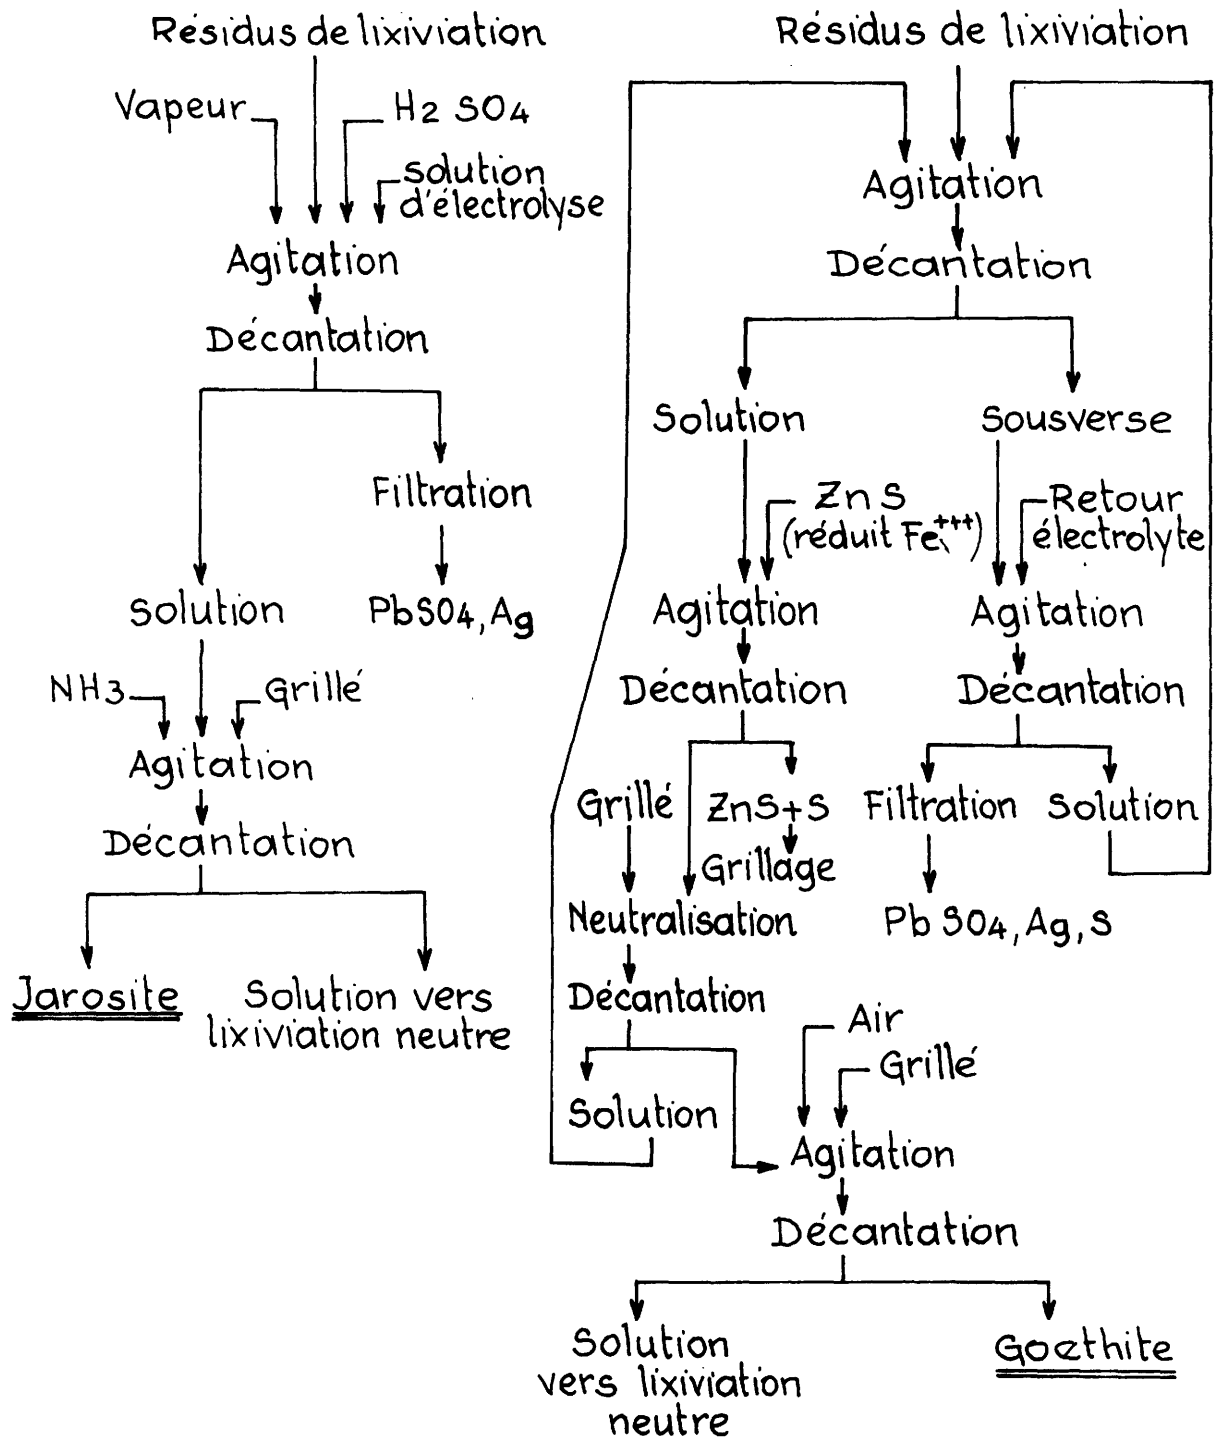 Résidus de lixiviation
Vapeur
H2 SO4
solution
d'électrolyse
Agitation
Décantation
Filtration
Solution
PbSO4, Ag
NH3
Grillé
Agitation
Décantation
Jarosite
Solution vers
lixiviation neutre
Résidus de lixiviation
Agitation
Décantation
Solution
Sousverse
ZnS
(réduit Fe+++)
Retour
électrolyte
Agitation
Agitation
Décantation
Décantation
Grillé
ZnS+S
Filtration
Solution
Grillage
Neutralisation
Pb SO4, Ag, S
Décantation
Air
Grillé
Solution
Agitation
Décantation
Solution
vers lixiviation
neutre
Goethite